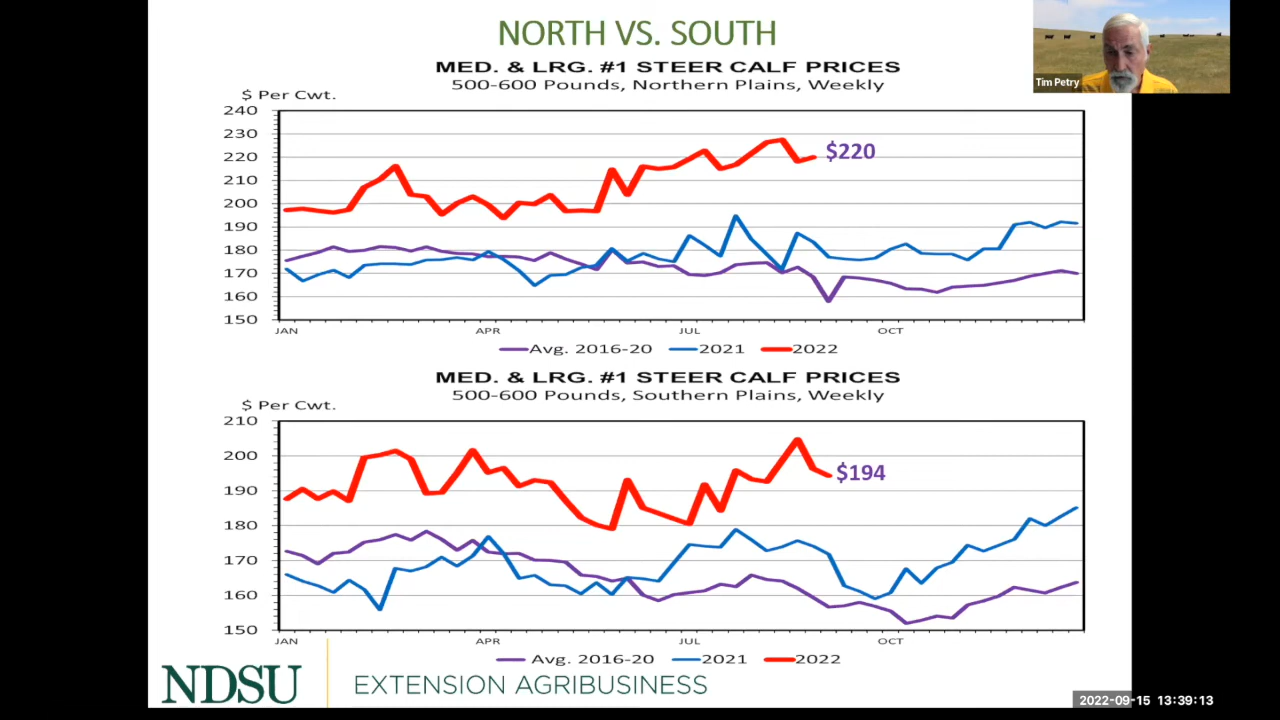 NORTH VS. SOUTH
MED. & LRG. #1 STEER CALF PRICES
500-600 Pounds, Northern Plains, Weekly
$ Per Cwt.
240
230
220
210
200
190
180
170
160
150
$220
JAN APR JUL OCT
Avg. 2016-20 2021 2022
MED. & LRG. #1 STEER CALF PRICES
500-600 Pounds, Southern Plains, Weekly
$ Per Cwt.
210
200
190
180
170
160
150
$194
JAN APR JUL OCT
Avg. 2016-20 2021 2022
NDSU EXTENSION AGRIBUSINESS
Tim Petry
2022-09-15 13:39:13